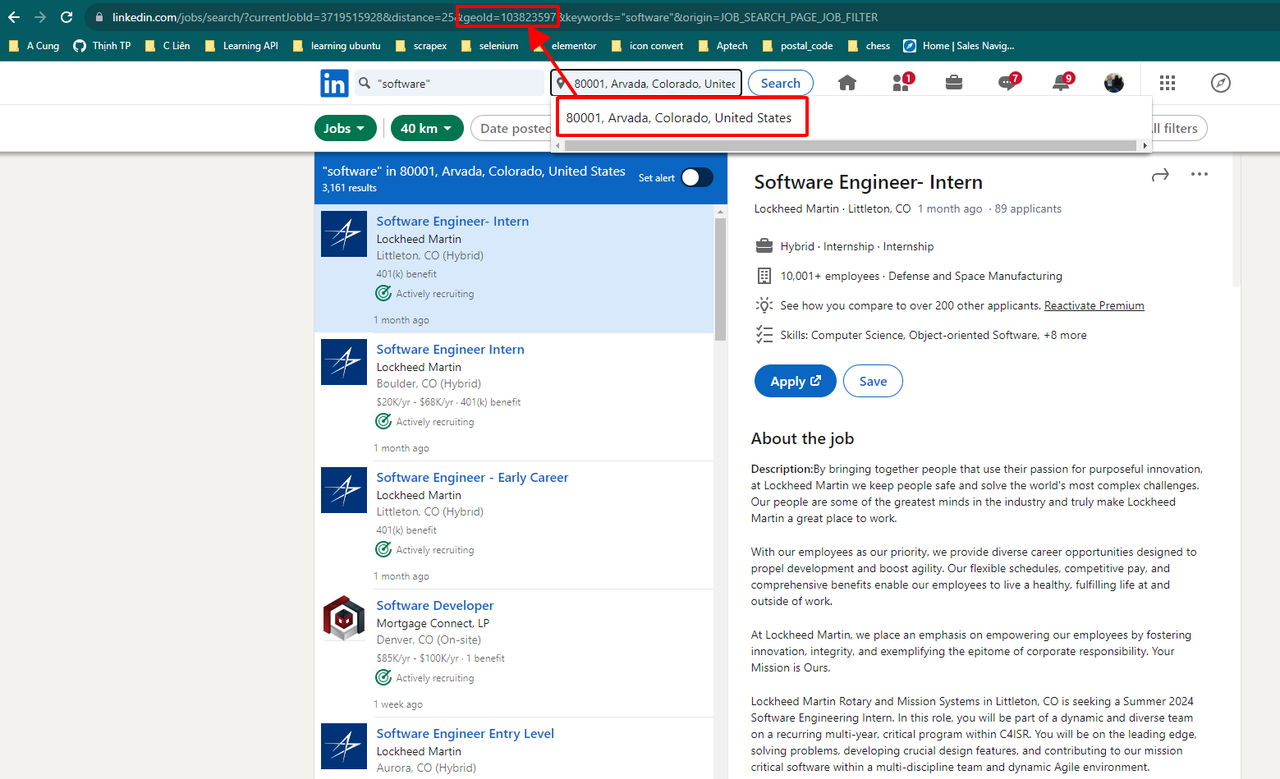 linkedin.com/jobs/search/?currentJobId=3719515928&distance=25&geoId=103823597&keywords="software"&origin=JOB_SEARCH_PAGE_JOB_FILTER
A Cung Thịnh TP C Liên Learning API learning ubuntu scrapex selenium elementor icon convert Aptech postal_code chess Home | Sales Navig...
in "software" 80001, Arvada, Colorado, Unitec Search 1 7 9
80001, Arvada, Colorado, United States
Jobs 40 km Date posted ll filters
"software" in 80001, Arvada, Colorado, United States
3,161 results
Set alert
Software Engineer- Intern
Lockheed Martin
Littleton, CO (Hybrid)
401(k) benefit
Actively recruiting
1 month ago
Software Engineer Intern
Lockheed Martin
Boulder, CO (Hybrid)
$20K/yr - $68K/yr · 401(k) benefit
Actively recruiting
1 month ago
Software Engineer - Early Career
Lockheed Martin
Littleton, CO (Hybrid)
401(k) benefit
Actively recruiting
1 month ago
Software Developer
Mortgage Connect, LP
Denver, CO (On-site)
$85K/yr - $100K/yr · 1 benefit
Actively recruiting
1 week ago
Software Engineer Entry Level
Lockheed Martin
Aurora, CO (Hybrid)
Software Engineer- Intern
Lockheed Martin · Littleton, CO 1 month ago · 89 applicants
Hybrid · Internship · Internship
10,001+ employees · Defense and Space Manufacturing
See how you compare to over 200 other applicants. Reactivate Premium
Skills: Computer Science, Object-oriented Software, +8 more
Apply Save
About the job
Description:By bringing together people that use their passion for purposeful innovation,
at Lockheed Martin we keep people safe and solve the world's most complex challenges.
Our people are some of the greatest minds in the industry and truly make Lockheed
Martin a great place to work.
With our employees as our priority, we provide diverse career opportunities designed to
propel development and boost agility. Our flexible schedules, competitive pay, and
comprehensive benefits enable our employees to live a healthy, fulfilling life at and
outside of work.
At Lockheed Martin, we place an emphasis on empowering our employees by fostering
innovation, integrity, and exemplifying the epitome of corporate responsibility. Your
Mission is Ours.
Lockheed Martin Rotary and Mission Systems in Littleton, CO is seeking a Summer 2024
Software Engineering Intern. In this role, you will be part of a dynamic and diverse team
on a recurring multi-year, critical program within C4ISR. You will be on the leading edge,
solving problems, developing crucial design features, and contributing to our mission
critical software within a multi-discipline team and dynamic Agile environment.